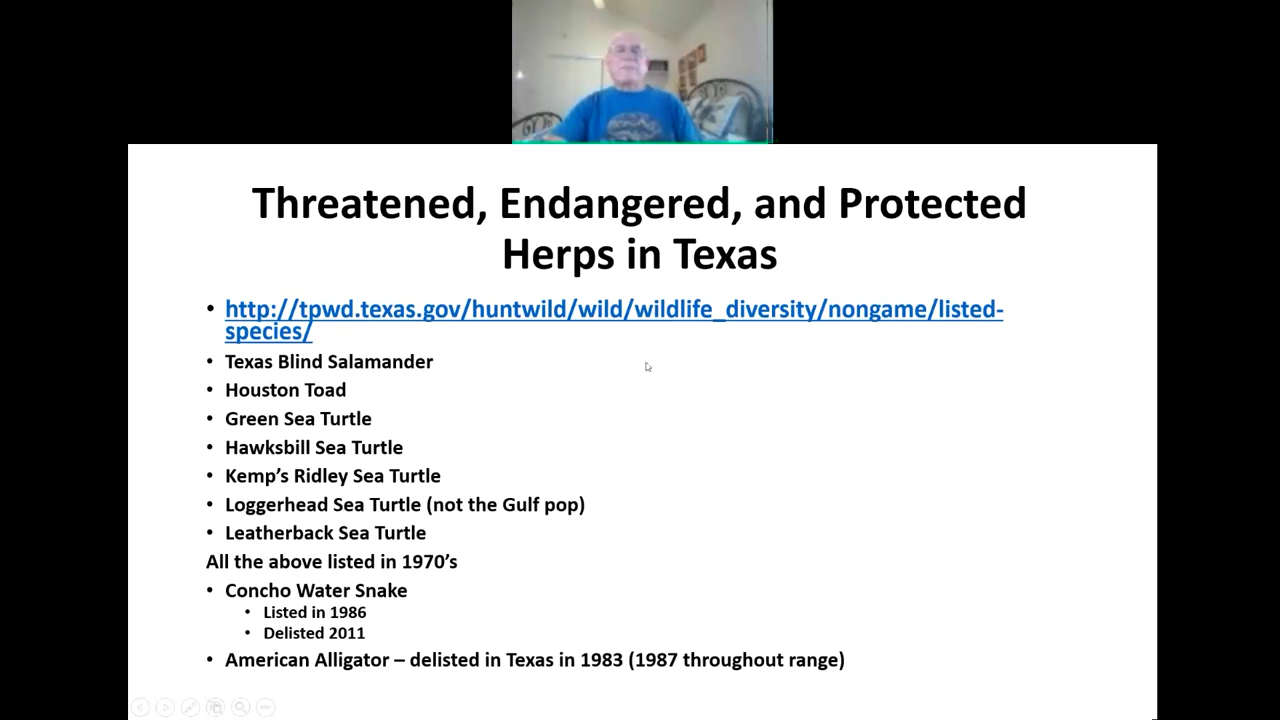 Threatened, Endangered, and Protected
Herps in Texas
• http://tpwd.texas.gov/huntwild/wild/wildlife_diversity/nongame/listed-
species/
• Texas Blind Salamander
• Houston Toad
• Green Sea Turtle
• Hawksbill Sea Turtle
• Kemp’s Ridley Sea Turtle
• Loggerhead Sea Turtle (not the Gulf pop)
• Leatherback Sea Turtle
All the above listed in 1970’s
• Concho Water Snake
• Listed in 1986
• Delisted 2011
• American Alligator – delisted in Texas in 1983 (1987 throughout range)